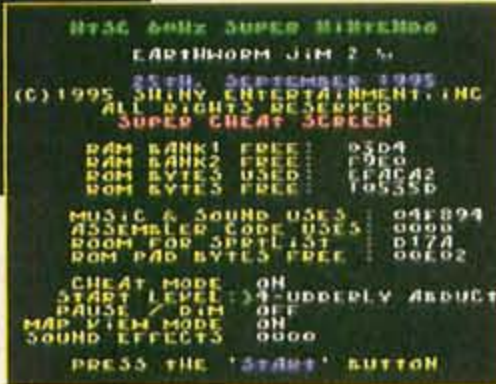 NTSC 60HZ SUPER NINTENDO
EARTHWORM JIM 2
25TH. SEPTEMBER 1995
(C) 1995 SHINY ENTERTAINMENT, INC
ALL RIGHTS RESERVED
SUPER CHEAT SCREEN
RAM BANK1 FREE: 03D4
RAM BANK2 FREE: F9E0
ROM BYTES USED: EFACA2
ROM BYTES FREE: 10535D
MUSIC & SOUND USES : 04F894
ASSEMBLER CODE USES: 0000
ROOM FOR SPRTLIST : D17A
ROM PAD BYTES FREE : 00E02
CHEAT MODE ON
START LEVEL:)4-UDDERLY ABDUCT
PAUSE / DIM OFF
MAP VIEW MODE ON
SOUND EFFECTS 0000
PRESS THE 'START' BUTTON